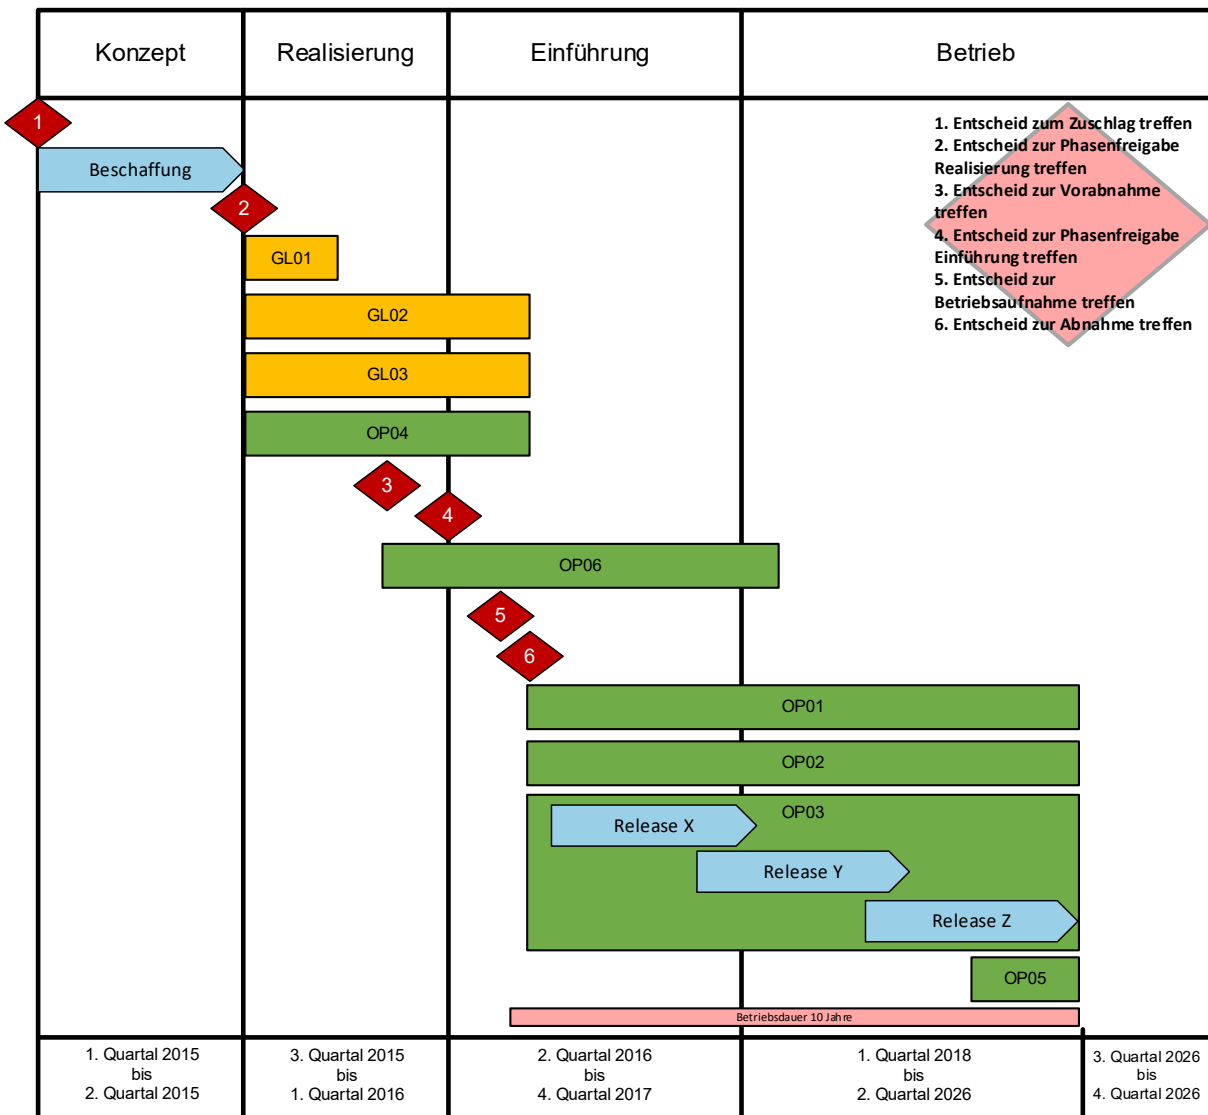 Konzept
Realisierung
Einführung
Betrieb
1
1. Entscheid zum Zuschlag treffen
2. Entscheid zur Phasenfreigabe
Realisierung treffen
3. Entscheid zur Vorabnahme
treffen
4. Entscheid zur Phasenfreigabe
Einführung treffen
5. Entscheid zur
Betriebsaufnahme treffen
6. Entscheid zur Abnahme treffen
Beschaffung
2
GL01
GL02
GL03
OP04
3
4
OP06
5
6
OP01
OP02
OP03
Release X
Release Y
Release Z
OP05
Betriebsdauer 10 Jahre
1. Quartal 2015
bis
2. Quartal 2015
3. Quartal 2015
bis
1. Quartal 2016
2. Quartal 2016
bis
4. Quartal 2017
1. Quartal 2018
bis
2. Quartal 2026
3. Quartal 2026
bis
4. Quartal 2026